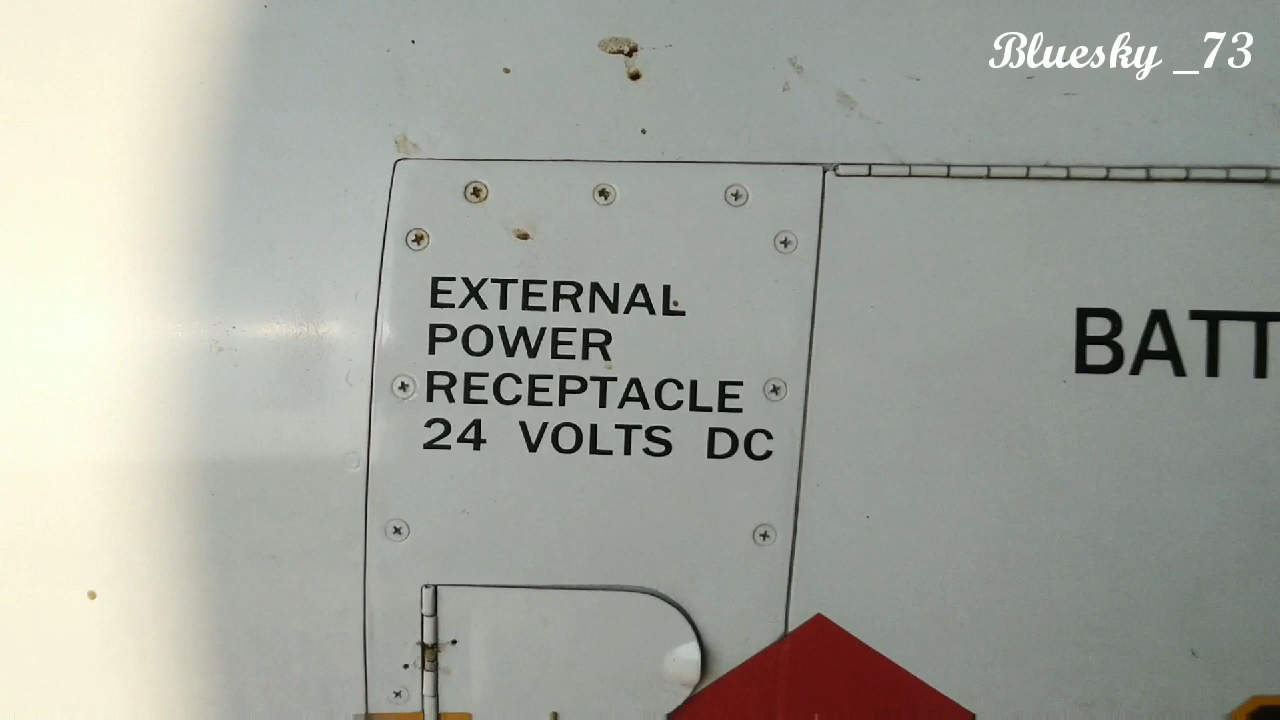 Bluesky _73
EXTERNAL
POWER
RECEPTACLE
24 VOLTS DC
BATT